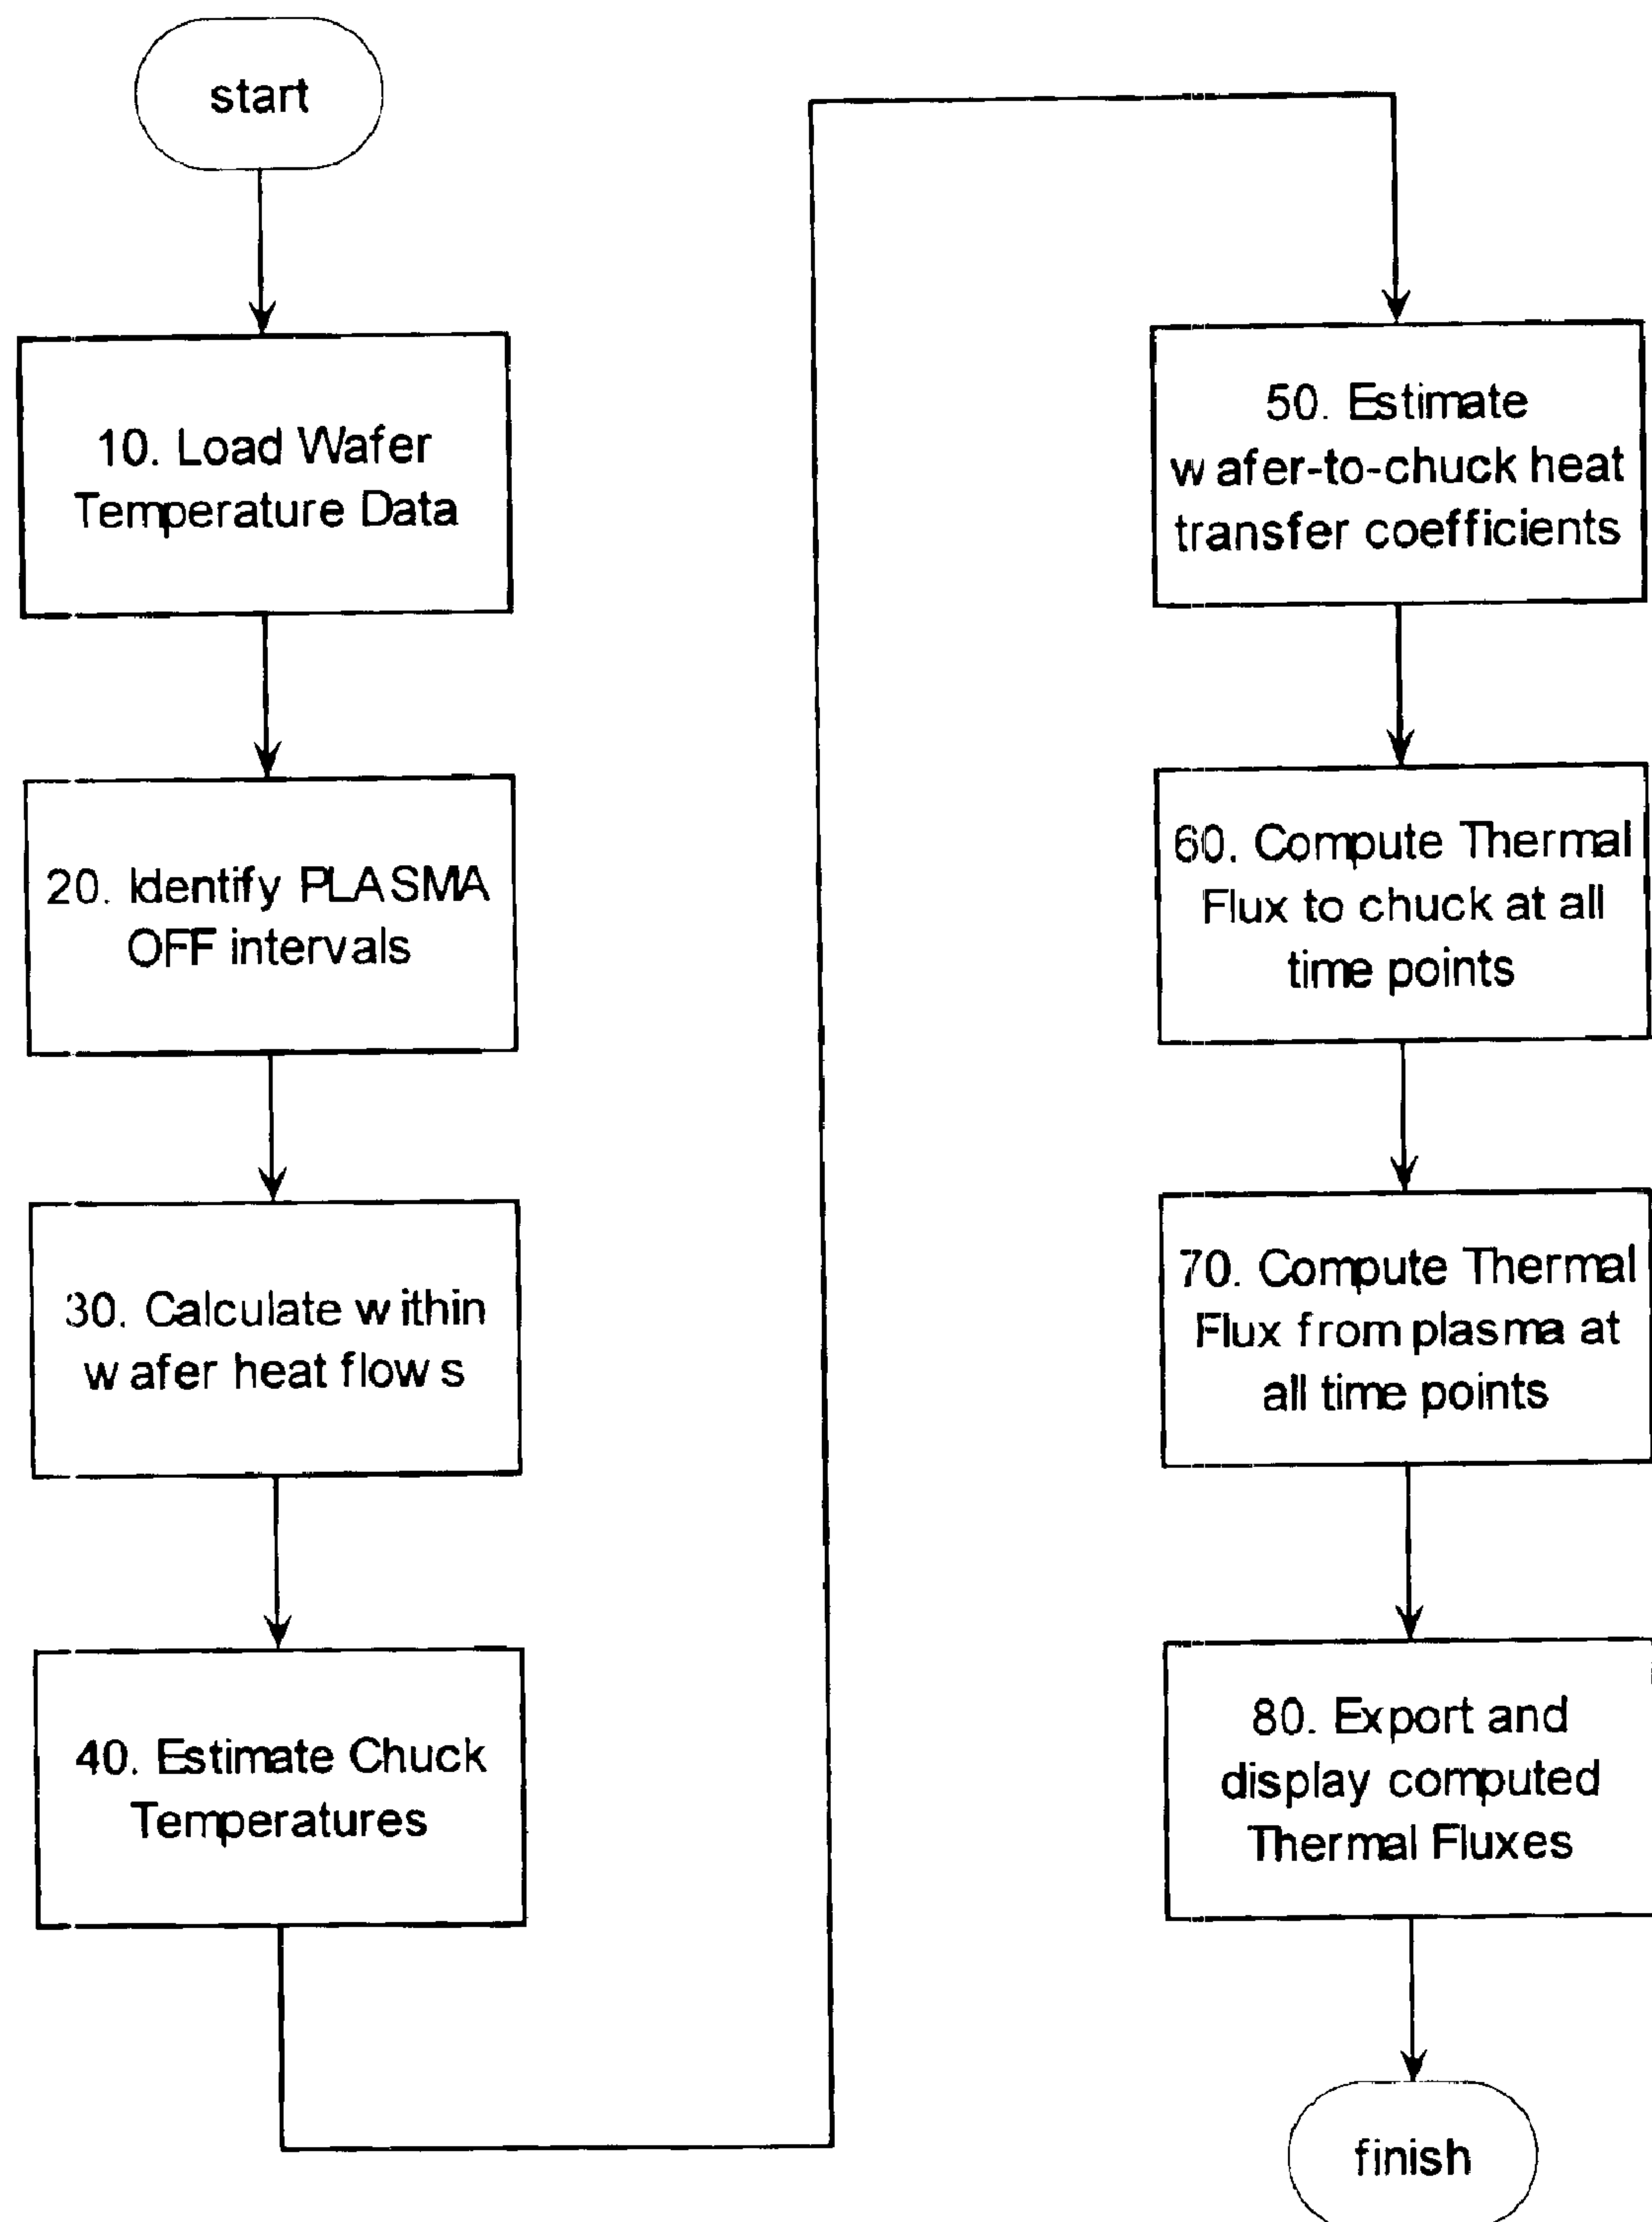 start
10. Load Wafer
Temperature Data
20. Identify PLASMA
OFF intervals
30. Calculate within
wafer heat flows
40. Estimate Chuck
Temperatures
50. Estimate
wafer-to-chuck heat
transfer coefficients
60. Compute Thermal
Flux to chuck at all
time points
70. Compute Thermal
Flux from plasma at
all time points
80. Export and
display computed
Thermal Fluxes
finish